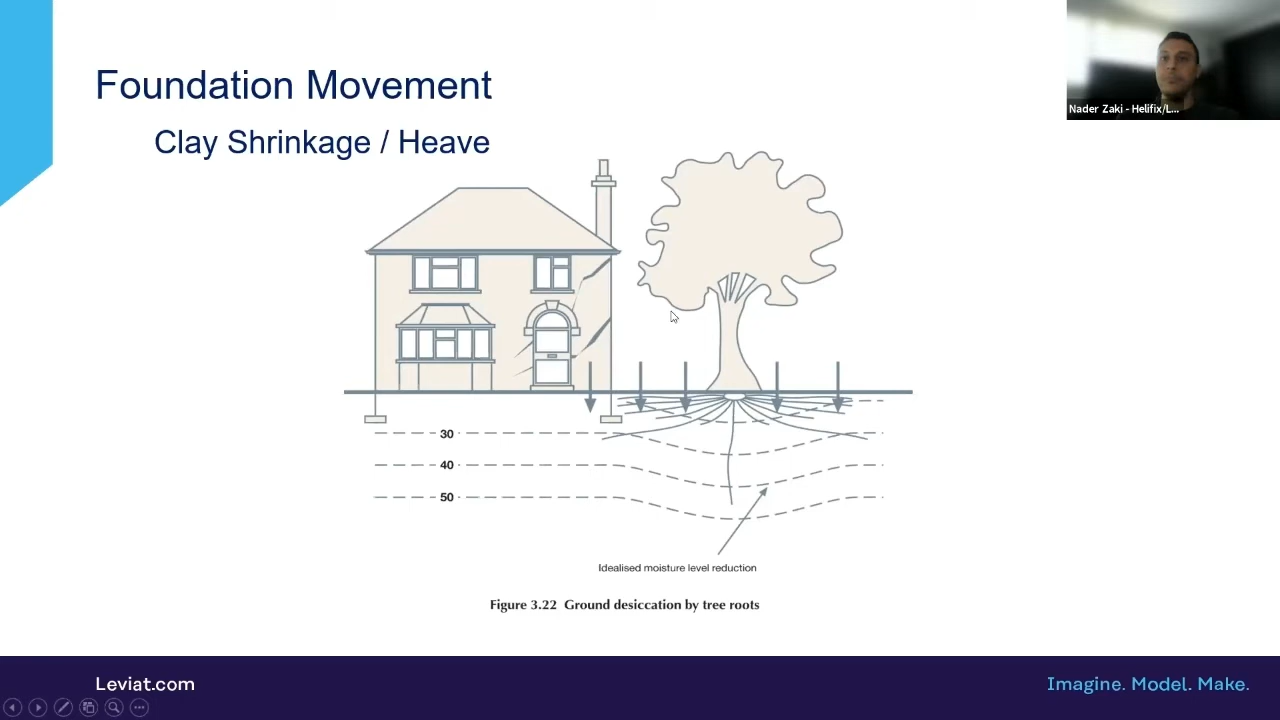 Foundation Movement
Clay Shrinkage / Heave
Nader Zaki - Helifix/L...
30
40
50
Idealised moisture level reduction
Figure 3.22 Ground desiccation by tree roots
Leviat.com
Imagine. Model. Make.